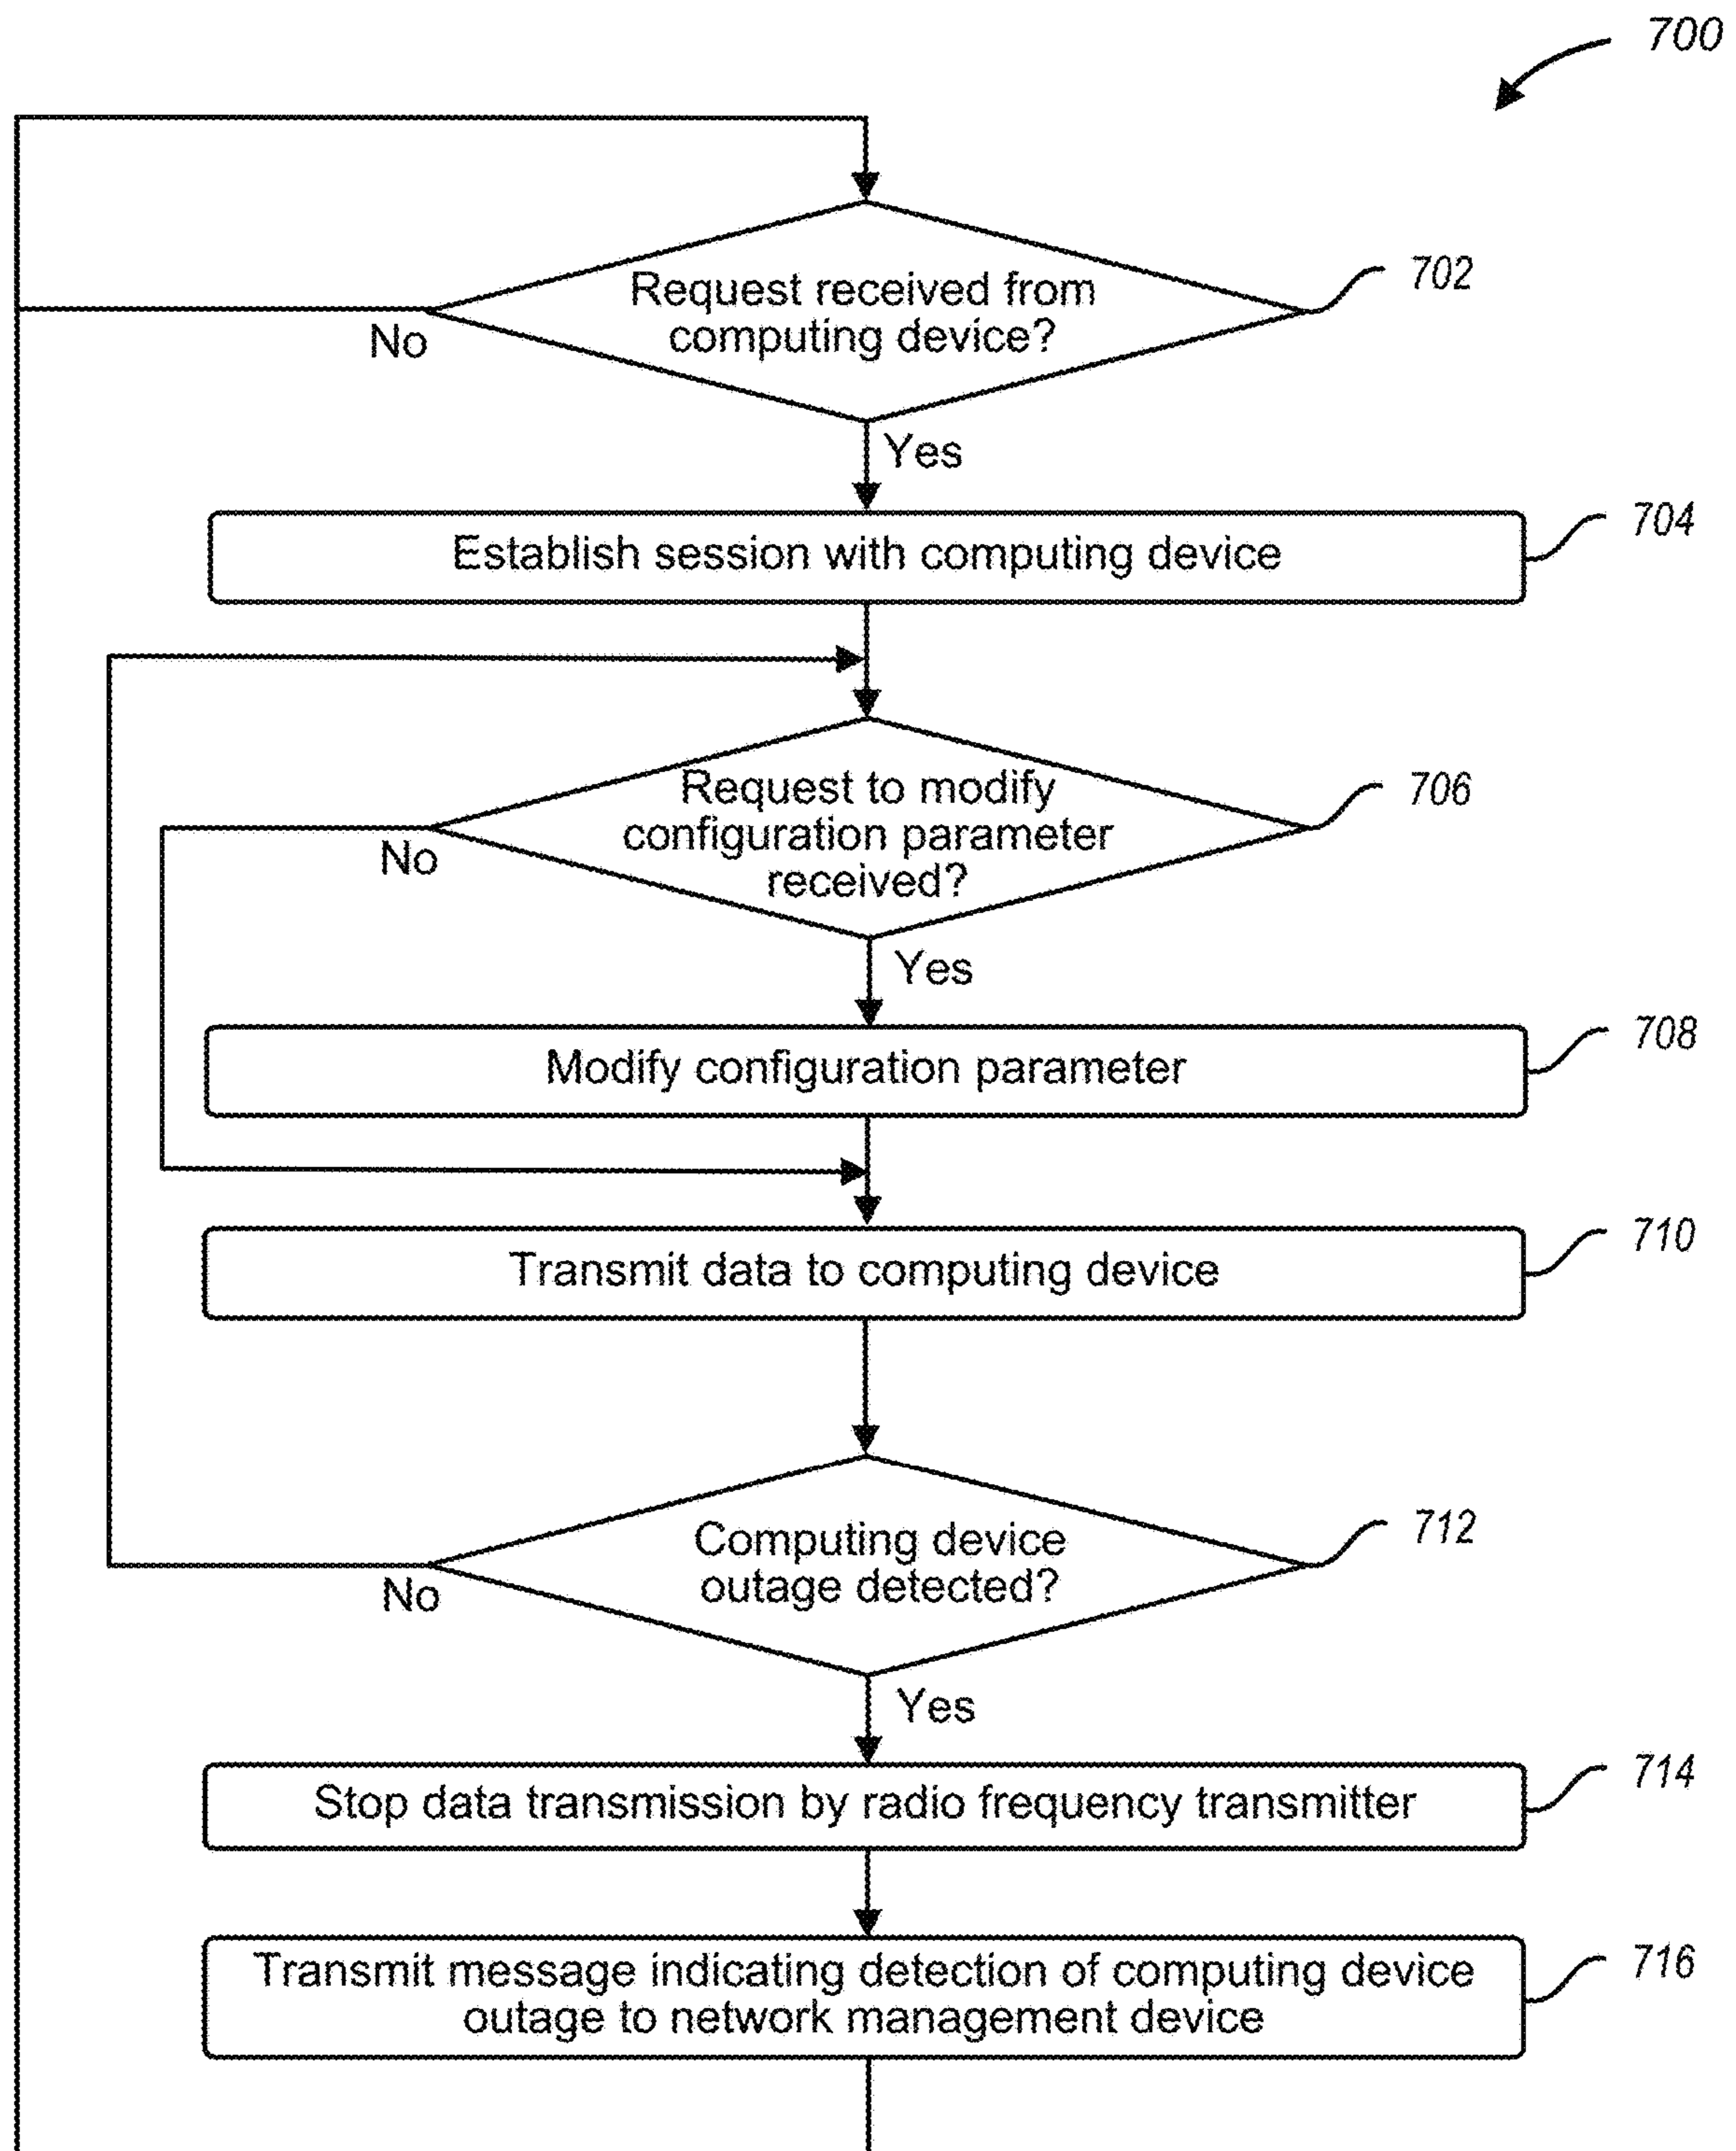 700
Request received from
computing device?
702
No
Yes
Establish session with computing device
704
Request to modify
configuration parameter
received?
706
No
Yes
Modify configuration parameter
708
Transmit data to computing device
710
Computing device
outage detected?
712
No
Yes
Stop data transmission by radio frequency transmitter
714
Transmit message indicating detection of computing device
outage to network management device
716